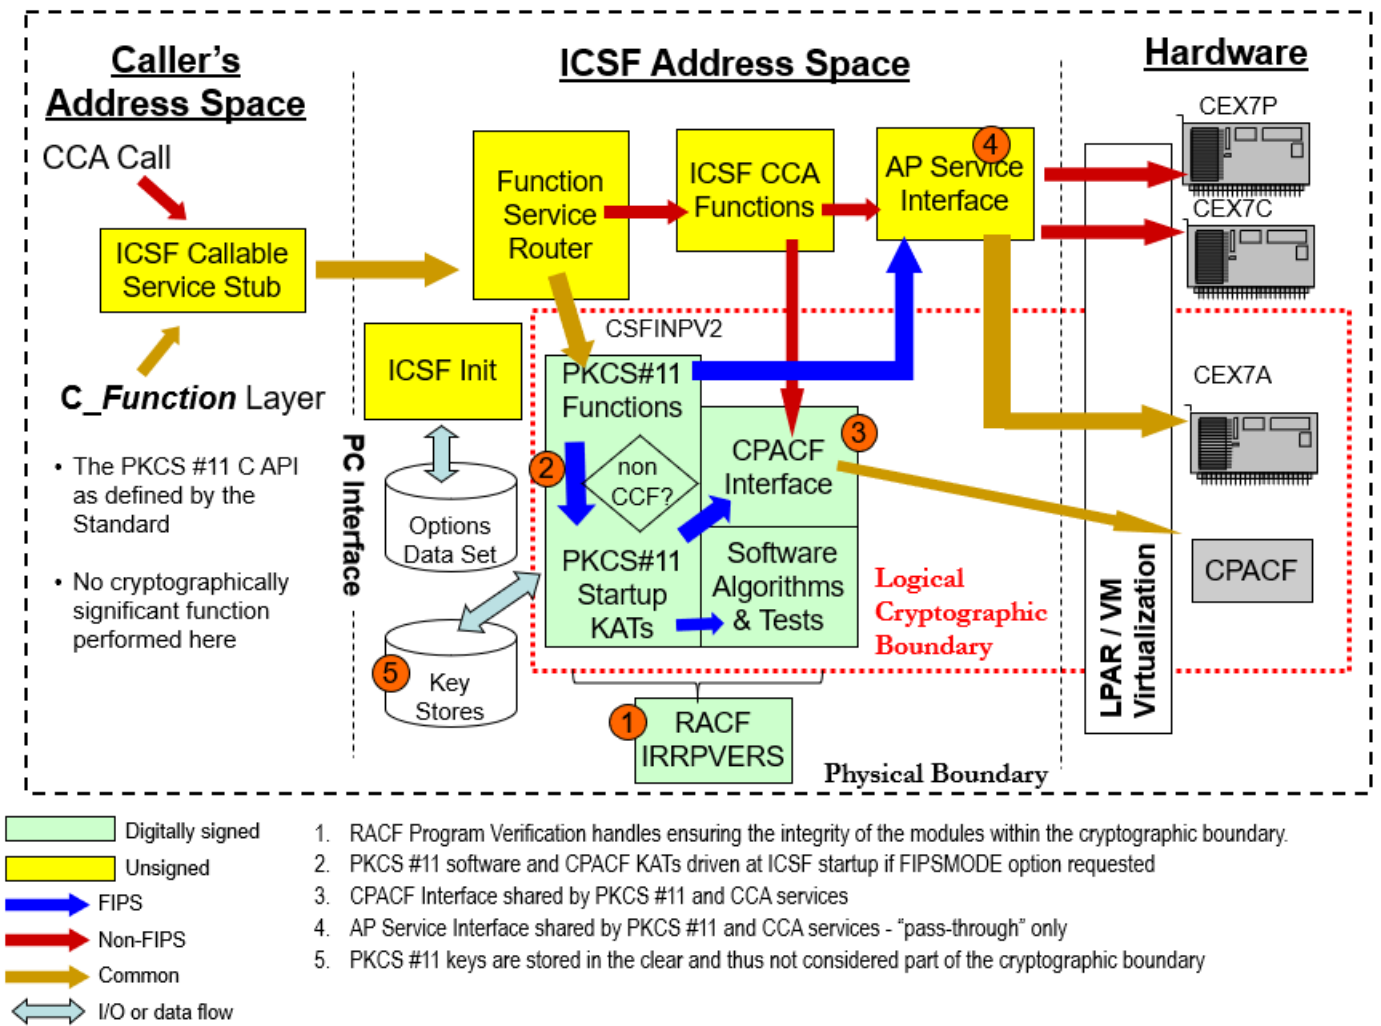 Caller's
Address Space
ICSF Address Space
Hardware
CCA Call
ICSF Callable
Service Stub
C_Function Layer
• The PKCS #11 C API
as defined by the
Standard
• No cryptographically
significant function
performed here
PC Interface
Function
Service
Router
ICSF CCA
Functions
4
AP Service
Interface
CEX7P
CEX7C
CEX7A
CPACF
LPAR / VM
Virtualization
ICSF Init
Options
Data Set
5
Key
Stores
CSFINPV2
PKCS#11
Functions
2
non
CCF?
PKCS#11
Startup
KATs
3
CPACF
Interface
Software
Algorithms
& Tests
Logical
Cryptographic
Boundary
1
RACF
IRRPVERS
Physical Boundary
Digitally signed
Unsigned
FIPS
Non-FIPS
Common
I/O or data flow
1. RACF Program Verification handles ensuring the integrity of the modules within the cryptographic boundary.
2. PKCS #11 software and CPACF KATs driven at ICSF startup if FIPSMODE option requested
3. CPACF Interface shared by PKCS #11 and CCA services
4. AP Service Interface shared by PKCS #11 and CCA services - “pass-through” only
5. PKCS #11 keys are stored in the clear and thus not considered part of the cryptographic boundary